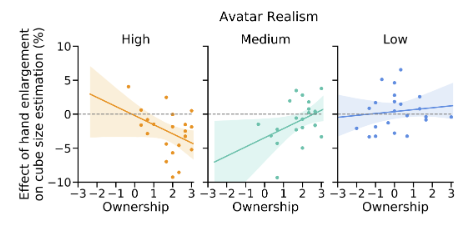 Avatar Realism
High Medium Low
Effect of hand enlargement
on cube size estimation (%)
10
5
0
−5
−10
−3 −2 −1 0 1 2 3 −3 −2 −1 0 1 2 3 −3 −2 −1 0 1 2 3
Ownership Ownership Ownership